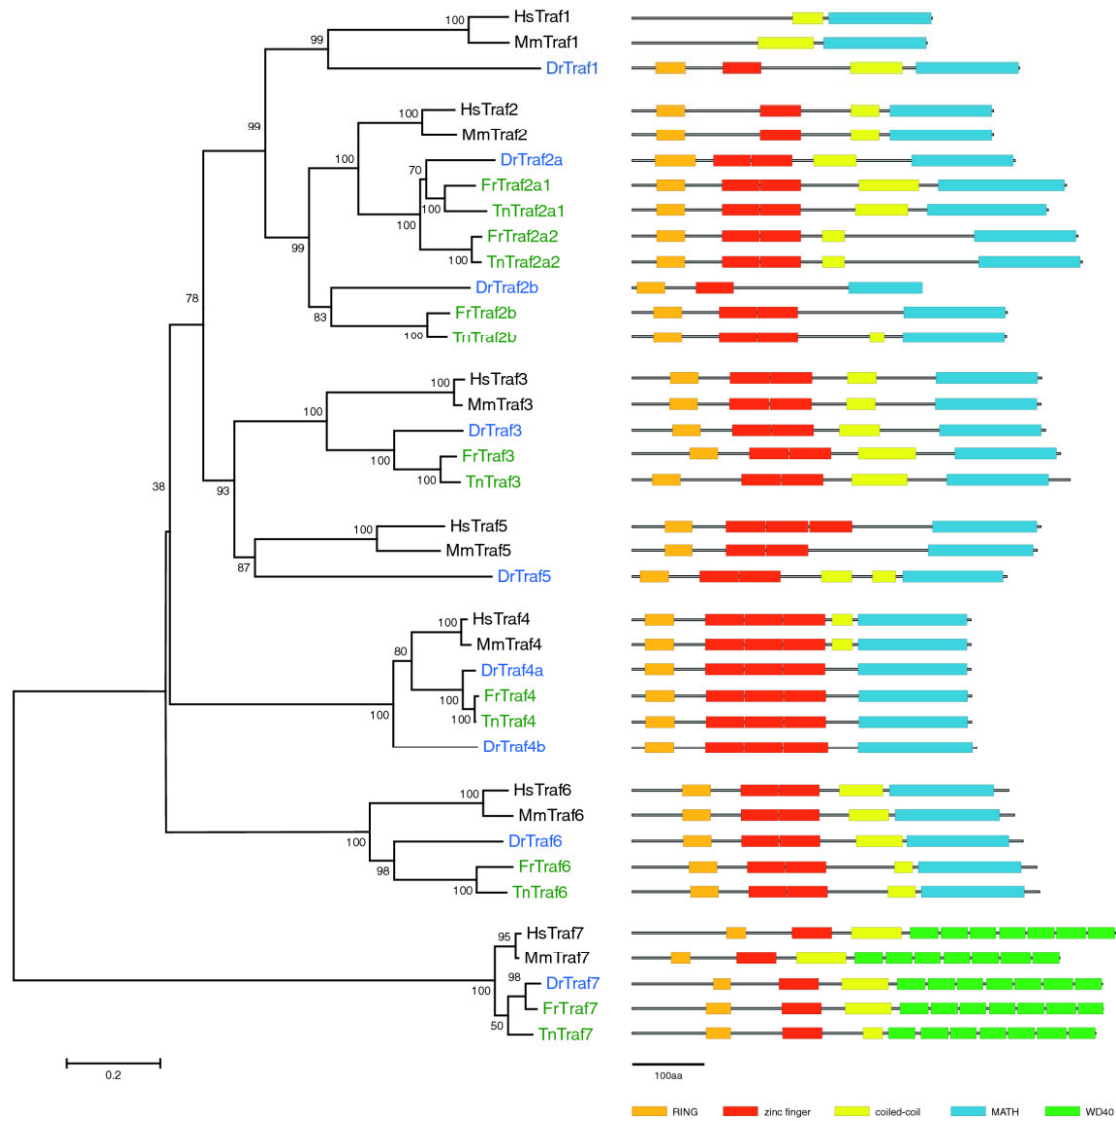 HsTraf1
100
MmTraf1
99
DrTraf1
99
HsTraf2
100
MmTraf2
100
DrTraf2a
70
FrTraf2a1
100
TnTraf2a1
100
FrTraf2a2
99
100
TnTraf2a2
DrTraf2b
78
83
FrTraf2b
100
TnTraf2b
HsTraf3
100
MmTraf3
100
DrTraf3
100
FrTraf3
100
TnTraf3
38
93
HsTraf5
100
MmTraf5
87
DrTraf5
HsTraf4
100
MmTraf4
80
DrTraf4a
100
FrTraf4
100
100
TnTraf4
DrTraf4b
HsTraf6
100
MmTraf6
100
DrTraf6
98
FrTraf6
100
TnTraf6
HsTraf7
95
MmTraf7
98
DrTraf7
100
FrTraf7
50
TnTraf7
0.2
100aa
RING zinc finger coiled-coil MATH WD40